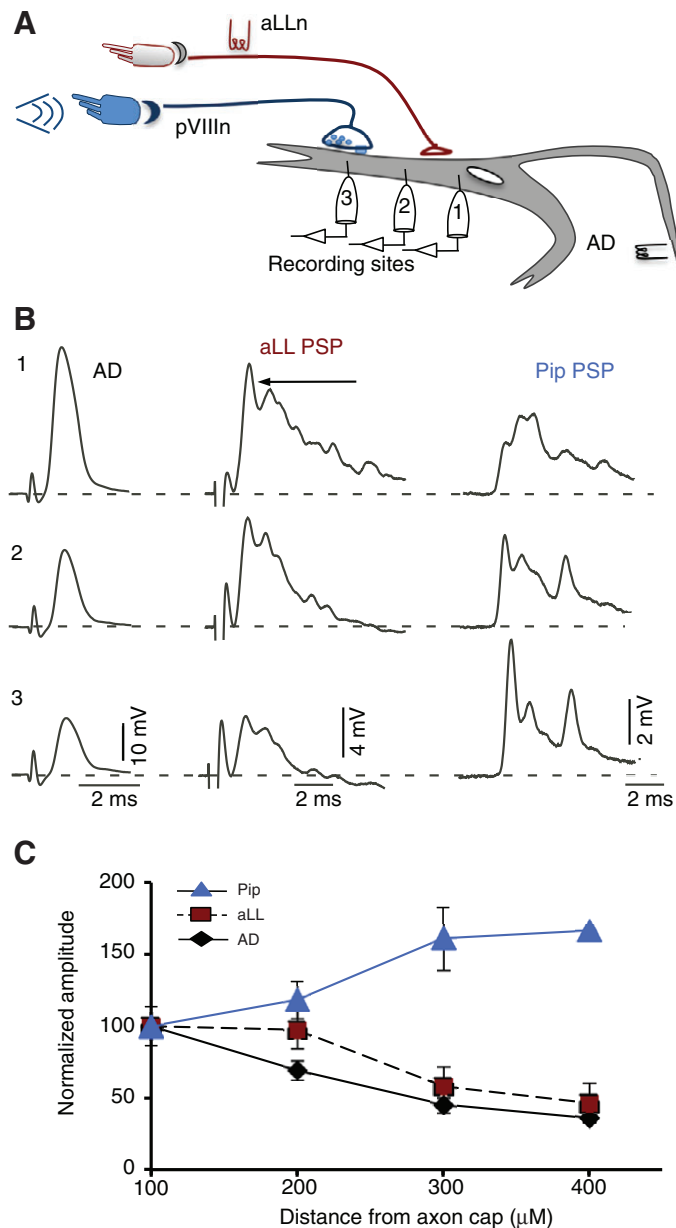 A
aLLn
pVIIIn
3
2
1
Recording sites
AD
B
1
AD
aLL PSP
Pip PSP
2
3
10 mV
4 mV
2 mV
2 ms
2 ms
2 ms
C
200
150
100
50
0
Normalized amplitude
Pip
aLL
AD
100
200
300
400
Distance from axon cap (μM)